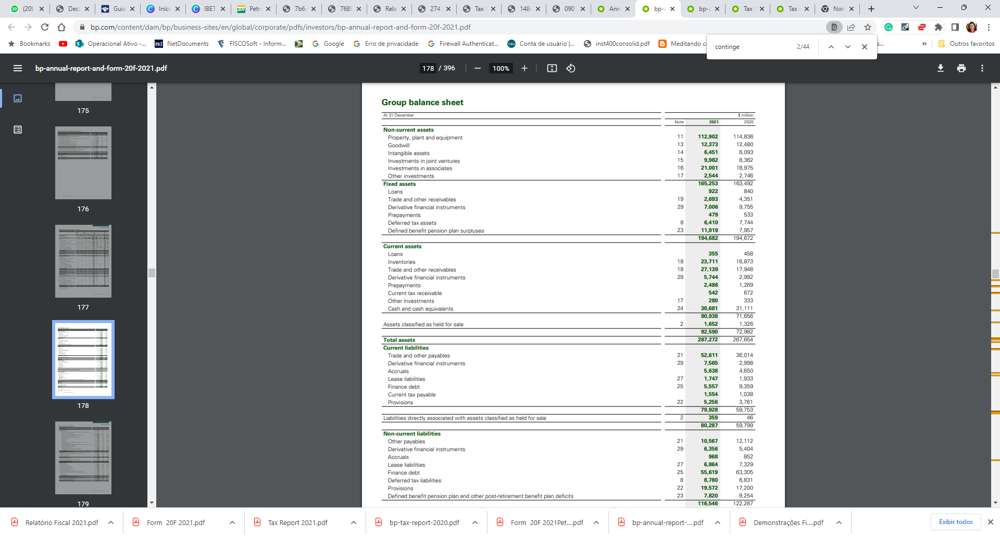 20 (20) Deci Guia Iníci IBET BR Petr 7b6 768 Rela 274 Tax 148 090 Ann bp- bp- Tax Tax Nov
bp.com/content/dam/bp/business-sites/en/global/corporate/pdfs/investors/bp-annual-report-and-form-20f-2021.pdf
Bookmarks Operacional Ativo -... nd NetDocuments FISCOSoft - Inform... Google Erro de privacidade Firewall Authenticat... Conta de usuário |... inst400consolid.pdf Meditando c s... » Outros favoritos
continge 2/44
bp-annual-report-and-form-20f-2021.pdf 178 / 396 100%
175
176
177
178
179
Group balance sheet
At 31 December $ million
Note 2021 2020
Non-current assets
Property, plant and equipment 11 112,902 114,836
Goodwill 13 12,373 12,480
Intangible assets 14 6,451 6,093
Investments in joint ventures 15 9,982 8,362
Investments in associates 16 21,001 18,975
Other investments 17 2,544 2,746
Fixed assets 165,253 163,492
Loans 922 840
Trade and other receivables 19 2,693 4,351
Derivative financial instruments 29 7,006 9,755
Prepayments 479 533
Deferred tax assets 8 6,410 7,744
Defined benefit pension plan surpluses 23 11,919 7,957
194,682 194,672
Current assets
Loans 355 458
Inventories 18 23,711 16,873
Trade and other receivables 19 27,139 17,948
Derivative financial instruments 29 5,744 2,992
Prepayments 2,486 1,269
Current tax receivable 542 672
Other investments 17 280 333
Cash and cash equivalents 24 30,681 31,111
90,938 71,656
Assets classified as held for sale 2 1,652 1,326
92,590 72,982
Total assets 287,272 267,654
Current liabilities
Trade and other payables 21 52,611 36,014
Derivative financial instruments 29 7,565 2,998
Accruals 5,638 4,650
Lease liabilities 27 1,747 1,933
Finance debt 25 5,557 9,359
Current tax payable 1,554 1,038
Provisions 22 5,256 3,761
79,928 59,753
Liabilities directly associated with assets classified as held for sale 2 359 46
80,287 59,799
Non-current liabilities
Other payables 21 10,567 12,112
Derivative financial instruments 29 6,356 5,404
Accruals 968 852
Lease liabilities 27 6,864 7,329
Finance debt 25 55,619 63,305
Deferred tax liabilities 8 8,780 6,831
Provisions 22 19,572 17,200
Defined benefit pension plan and other post-retirement benefit plan deficits 23 7,820 9,254
116,546 122,287
Relatório Fiscal 2021.pdf Form 20F 2021.pdf Tax Report 2021.pdf bp-tax-report-2020.pdf Form 20F 2021Pet....pdf bp-annual-report-....pdf Demonstrações Fi....pdf Exibir todos